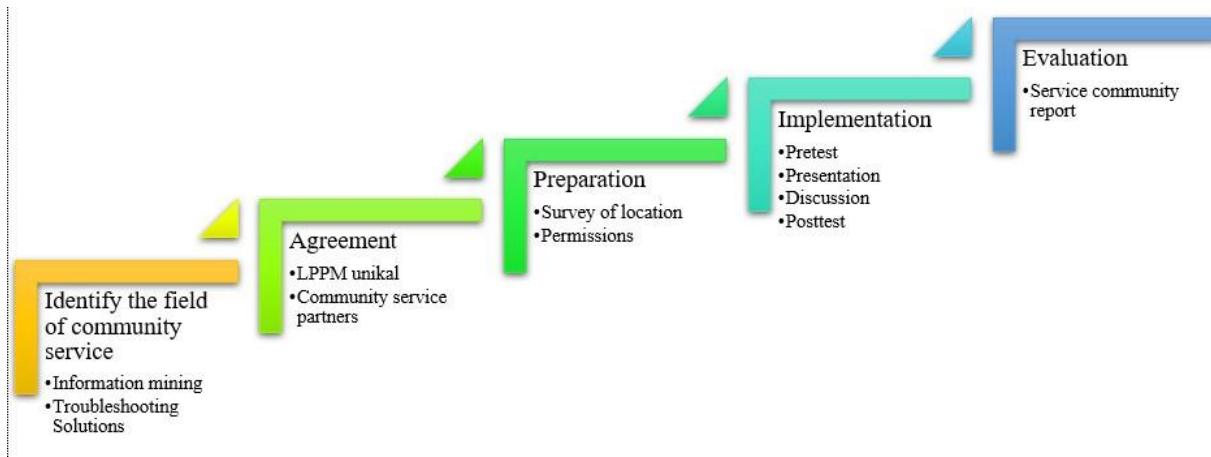 Identify the field
of community
service
•Information mining
•Troubleshooting
Solutions
Agreement
•LPPM unikal
•Community service
partners
Preparation
•Survey of location
•Permissions
Implementation
•Pretest
•Presentation
•Discussion
•Posttest
Evaluation
•Service community
report